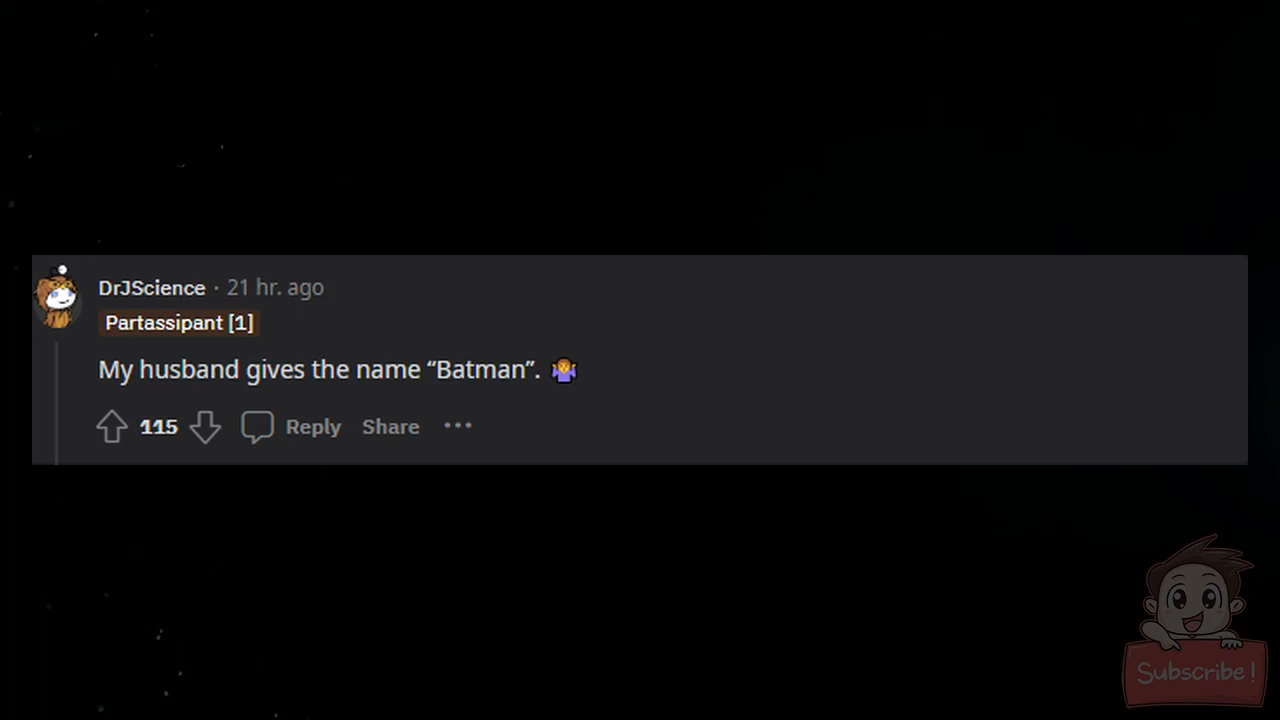 DrJScience · 21 hr. ago
Partassipant [1]
My husband gives the name “Batman”. 🤷‍♀️
115 Reply Share •••
Subscribe!